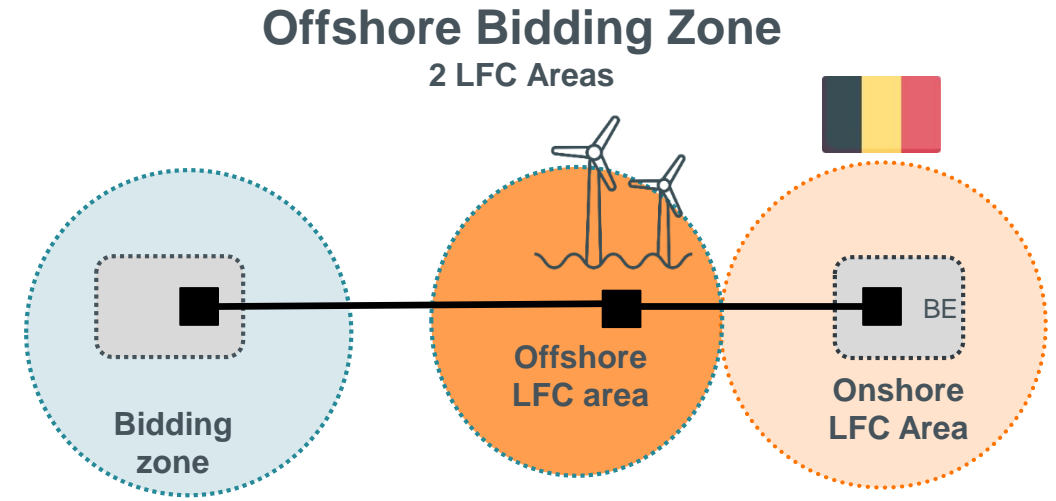 Offshore Bidding Zone
2 LFC Areas
BE
Offshore
LFC area
Onshore
LFC Area
Bidding
zone